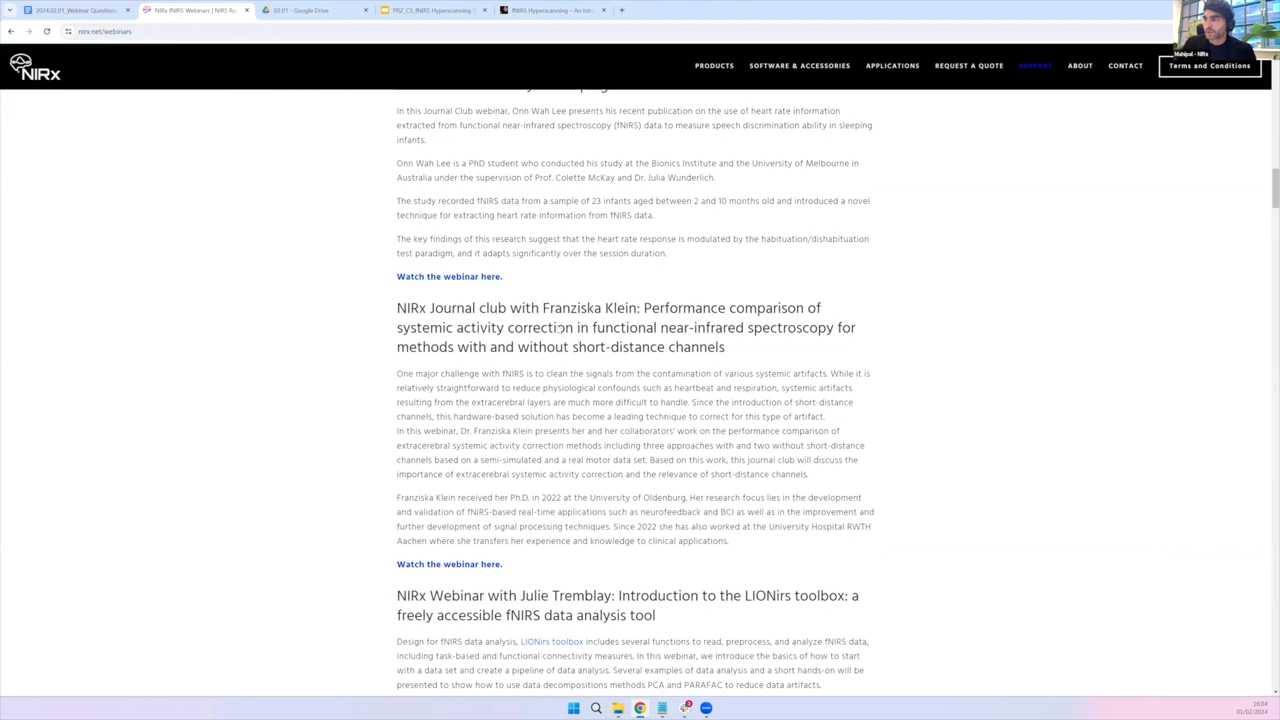 2024.02.01_Webinar Question
NIRx fNIRS Webinars | NIRS Re
02.01 - Google Drive
PRZ_CS_fNIRS Hyperscanning
fNIRS Hyperscanning – An Int
nirx.net/webinars
Mahipal - NIRx
NIRx
PRODUCTS
SOFTWARE & ACCESSORIES
APPLICATIONS
REQUEST A QUOTE
SUPPORT
ABOUT
CONTACT
Terms and Conditions
In this Journal Club webinar, Onn Wah Lee presents his recent publication on the use of heart rate information
extracted from functional near-infrared spectroscopy (fNIRS) data to measure speech discrimination ability in sleeping
infants.
Onn Wah Lee is a PhD student who conducted his study at the Bionics Institute and the University of Melbourne in
Australia under the supervision of Prof. Colette McKay and Dr. Julia Wunderlich.
The study recorded fNIRS data from a sample of 23 infants aged between 2 and 10 months old and introduced a novel
technique for extracting heart rate information from fNIRS data.
The key findings of this research suggest that the heart rate response is modulated by the habituation/dishabituation
test paradigm, and it adapts significantly over the session duration.
Watch the webinar here.
NIRx Journal club with Franziska Klein: Performance comparison of
systemic activity correction in functional near-infrared spectroscopy for
methods with and without short-distance channels
One major challenge with fNIRS is to clean the signals from the contamination of various systemic artifacts. While it is
relatively straightforward to reduce physiological confounds such as heartbeat and respiration, systemic artifacts
resulting from the extracerebral layers are much more difficult to handle. Since the introduction of short-distance
channels, this hardware-based solution has become a leading technique to correct for this type of artifact.
In this webinar, Dr. Franziska Klein presents her and her collaborators' work on the performance comparison of
extracerebral systemic activity correction methods including three approaches with and two without short-distance
channels based on a semi-simulated and a real motor data set. Based on this work, this journal club will discuss the
importance of extracerebral systemic activity correction and the relevance of short-distance channels.
Franziska Klein received her Ph.D. in 2022 at the University of Oldenburg. Her research focus lies in the development
and validation of fNIRS-based real-time applications such as neurofeedback and BCI as well as in the improvement and
further development of signal processing techniques. Since 2022 she has also worked at the University Hospital RWTH
Aachen where she transfers her experience and knowledge to clinical applications.
Watch the webinar here.
NIRx Webinar with Julie Tremblay: Introduction to the LIONirs toolbox: a
freely accessible fNIRS data analysis tool
Design for fNIRS data analysis, LIONirs toolbox includes several functions to read, preprocess, and analyze fNIRS data,
including task-based and functional connectivity measures. In this webinar, we introduce the basics of how to start
with a data set and create a pipeline of data analysis. Several examples of data analysis and a short hands-on will be
presented to show how to use data decompositions methods PCA and PARAFAC to reduce data artifacts.
16:04
01/02/2024